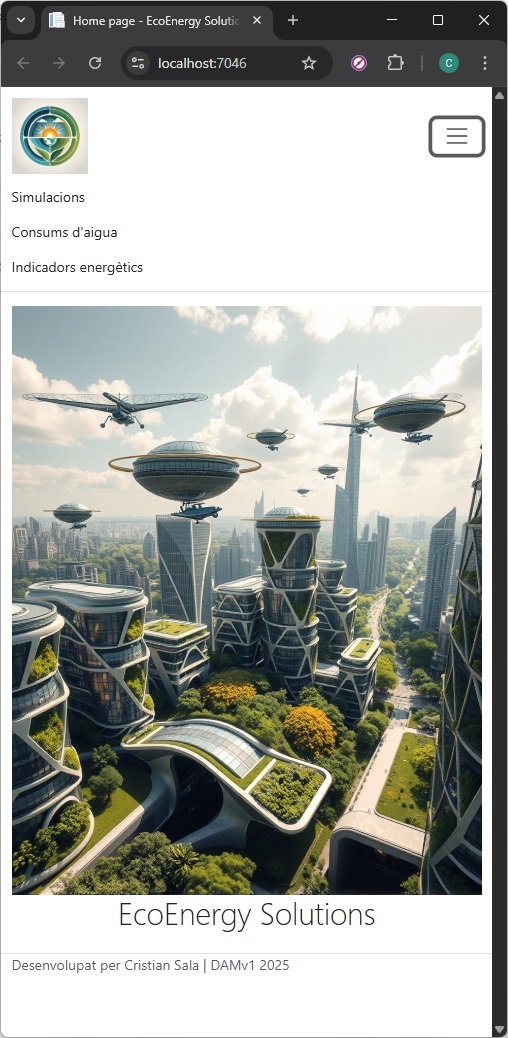 Home page - EcoEnergy Solutio
localhost:7046
C
Simulacions
Consums d'aigua
Indicadors energètics
EcoEnergy Solutions
Desenvolupat per Cristian Sala | DAMv1 2025